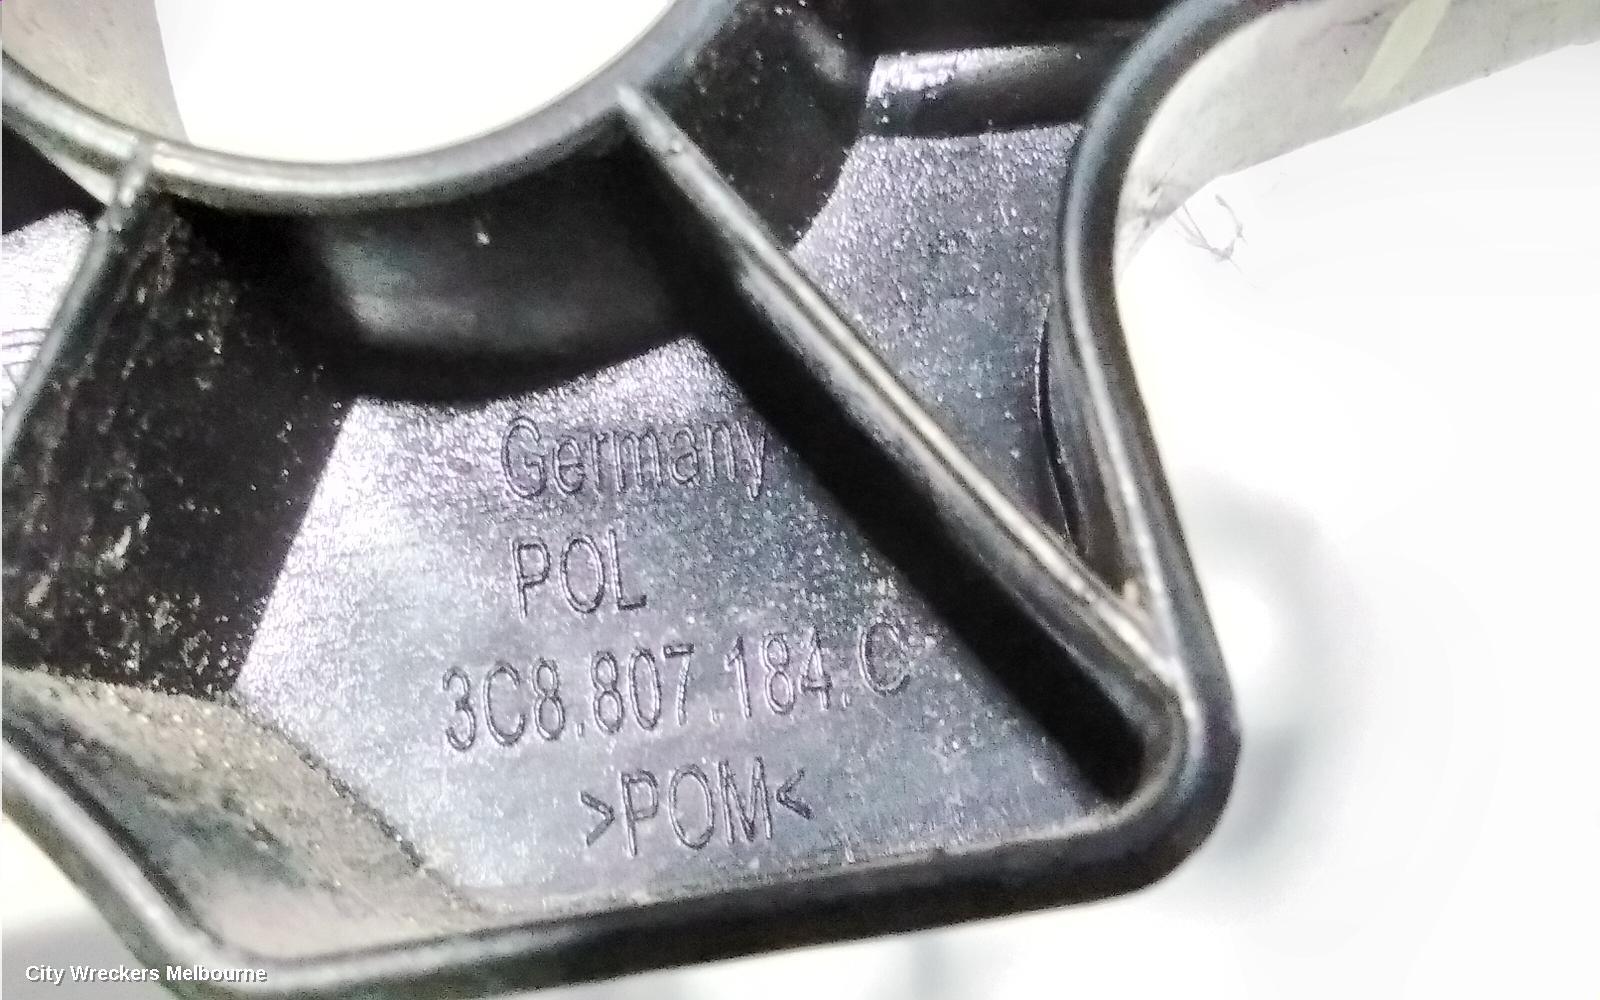 Germany
POL
3C8.807.184.C
>POM<
City Wreckers Melbourne